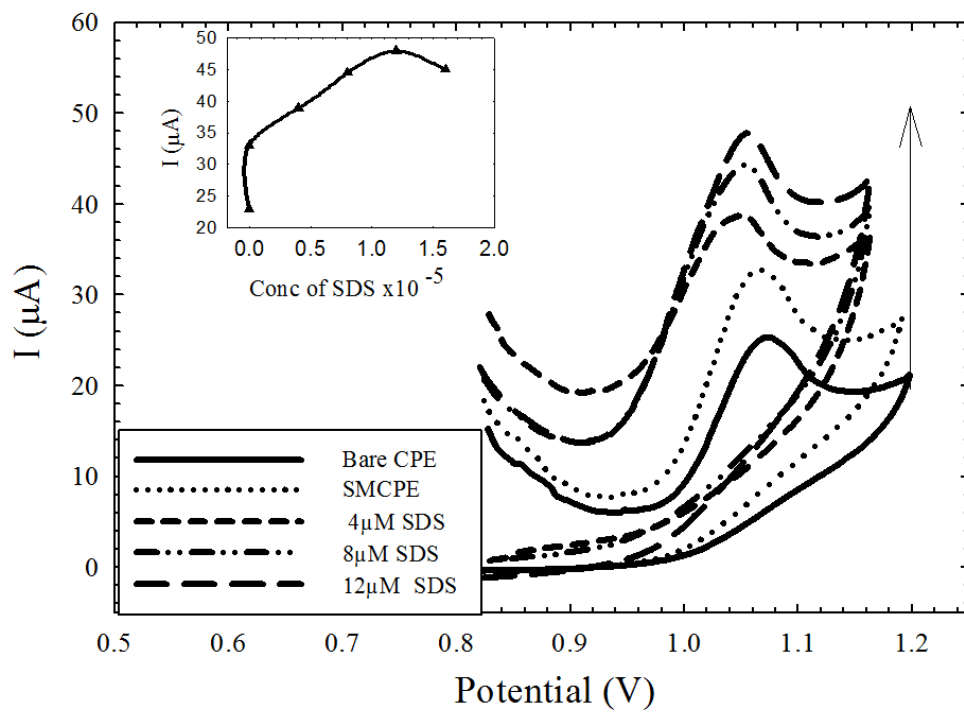 60
50
40
30
20
10
0
I (µA)
50
45
40
35
30
25
20
I (µA)
0.0 0.5 1.0 1.5 2.0
Conc of SDS x10 -5
Bare CPE
SMCPE
4µM SDS
8µM SDS
12µM SDS
0.5 0.6 0.7 0.8 0.9 1.0 1.1 1.2
Potential (V)